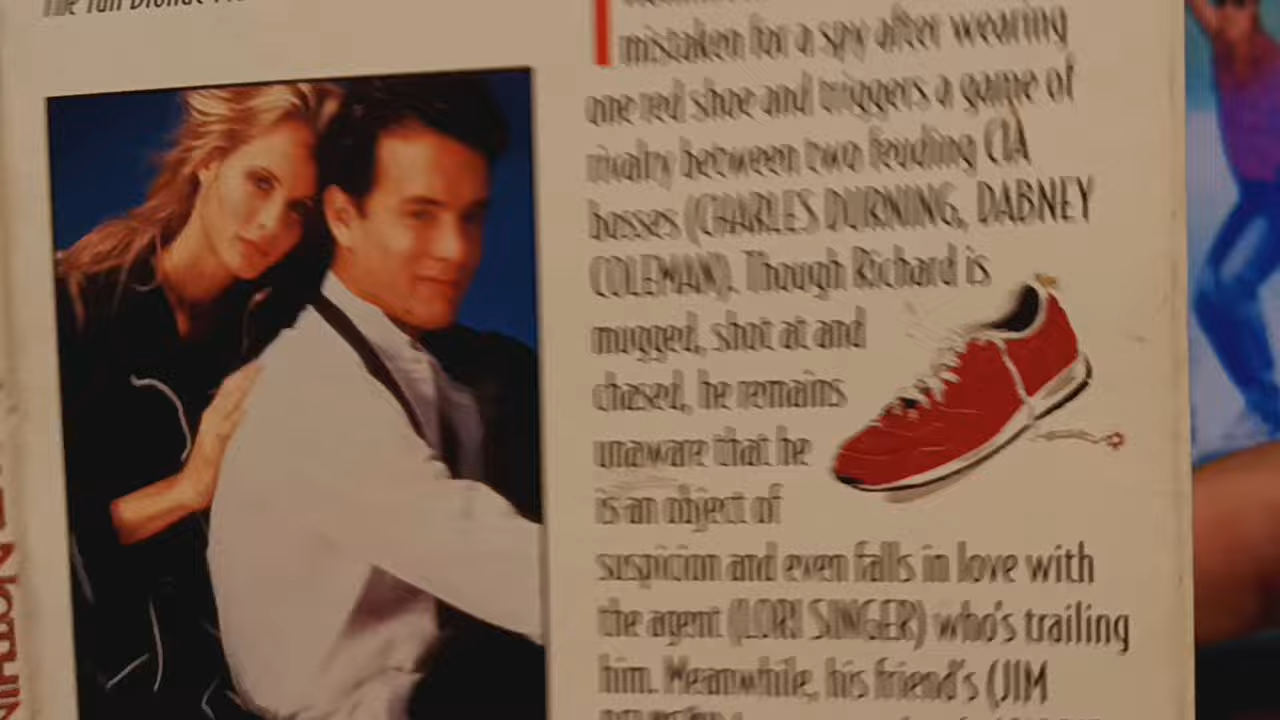 The Tall Blonde
mistaken for a spy after wearing
one red shoe and triggers a game of
rivalry between two feuding CIA
bosses (CHARLES DURNING, DABNEY
COLEMAN). Though Richard is
mugged, shot at and
chased, he remains
unaware that he
is an object of
suspicion and even falls in love with
the agent (LORI SINGER) who's trailing
him. Meanwhile, his friend's (JIM